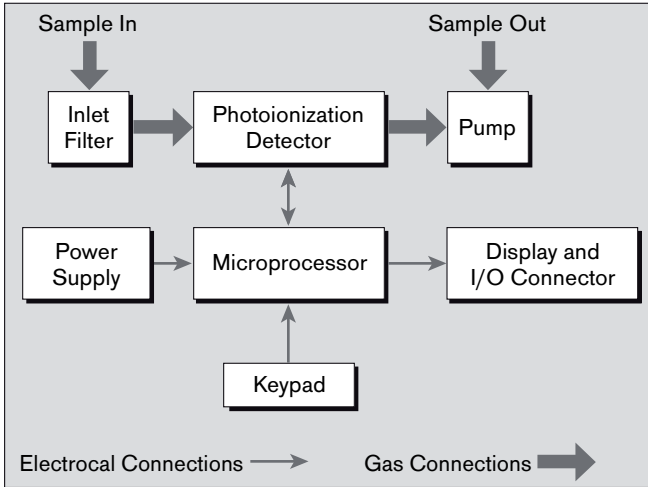 Sample In
Sample Out
Inlet
Filter
Photoionization
Detector
Pump
Power
Supply
Microprocessor
Display and
I/O Connector
Keypad
Electrocal Connections
Gas Connections